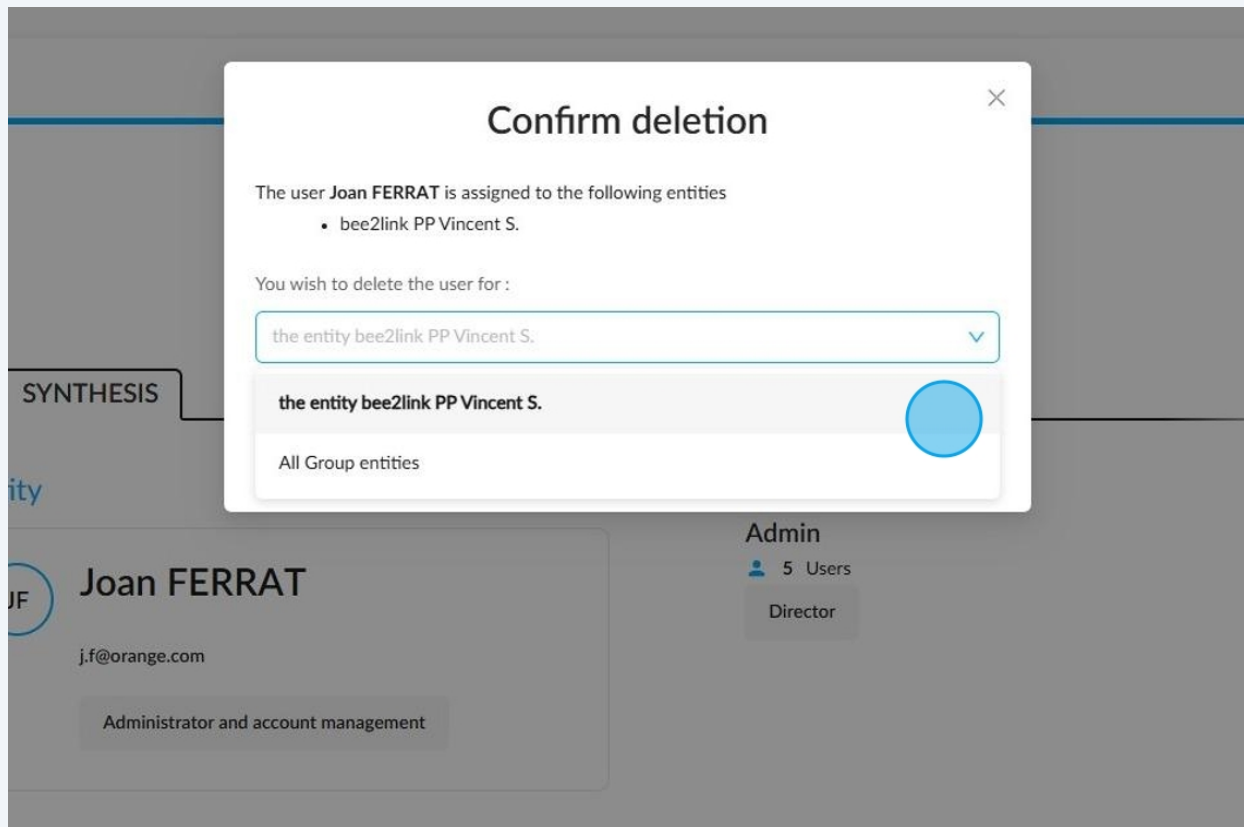 Confirm deletion
The user Joan FERRAT is assigned to the following entities
• bee2link PP Vincent S.
You wish to delete the user for :
the entity bee2link PP Vincent S.
the entity bee2link PP Vincent S.
All Group entities
SYNTHESIS
ity
JF
Joan FERRAT
j.f@orange.com
Administrator and account management
Admin
5 Users
Director